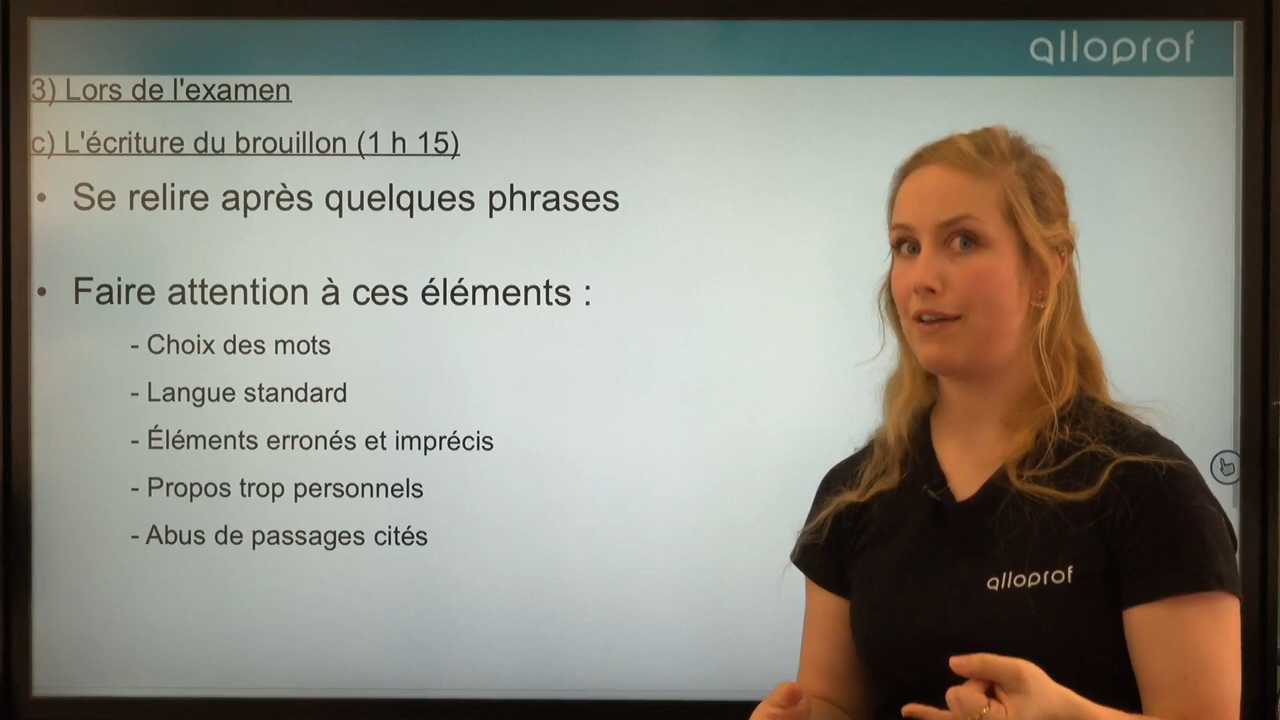 alloprof
3) Lors de l'examen
c) L'écriture du brouillon (1 h 15)
• Se relire après quelques phrases
• Faire attention à ces éléments :
- Choix des mots
- Langue standard
- Éléments erronés et imprécis
- Propos trop personnels
- Abus de passages cités
alloprof